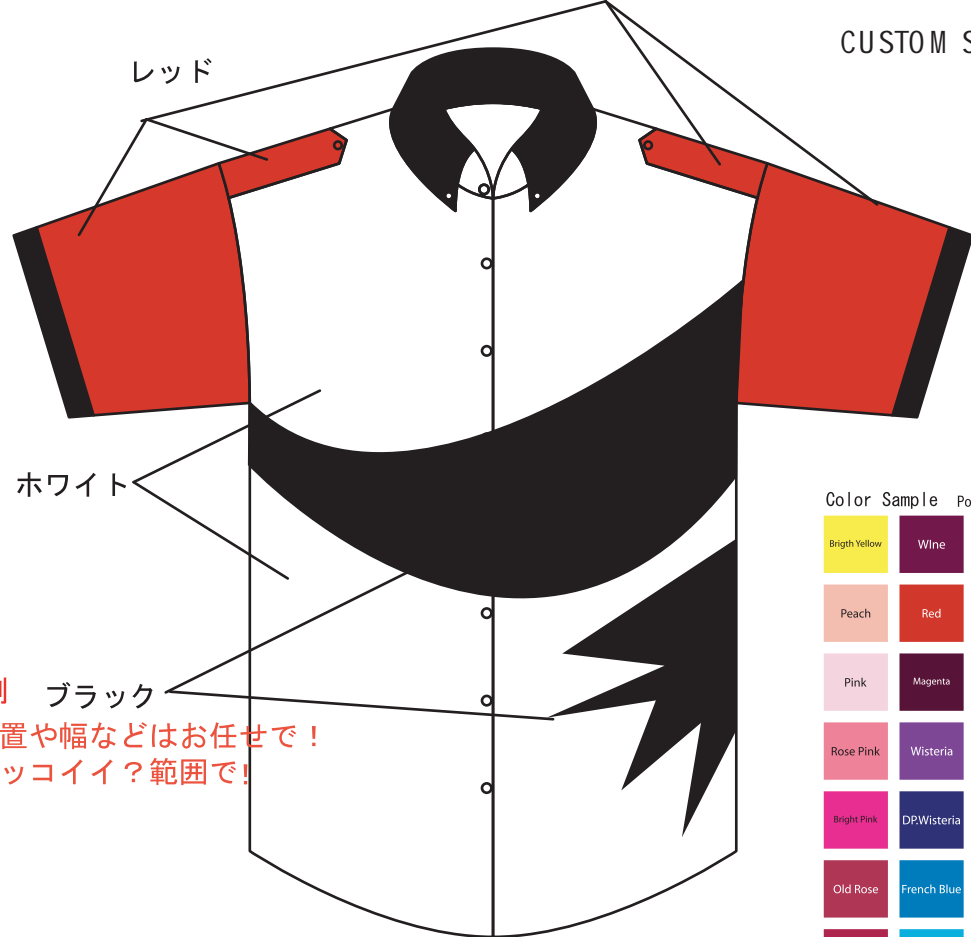 CUSTOM S
レッド
ホワイト
ブラック
置や幅などはお任せで！
ッコイイ？範囲で!
Color Sample Po
Brigth Yellow
WIne
Peach
Red
Pink
Magenta
Rose Pink
Wisteria
Bright Pink
DP.Wisteria
Old Rose
French Blue